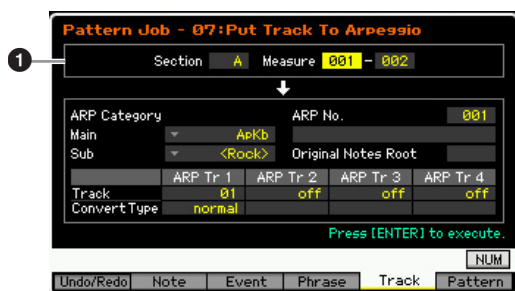 Pattern Job - 07:Put Track To Arpeggio
1
Section A Measure 001 - 002
ARP Category ARP No. 001
Main ApKb
Sub <Rock> Original Notes Root
ARP Tr 1 ARP Tr 2 ARP Tr 3 ARP Tr 4
Track 01 off off off
ConvertType normal
Press [ENTER] to execute.
NUM
Undo/Redo Note Event Phrase Track Pattern